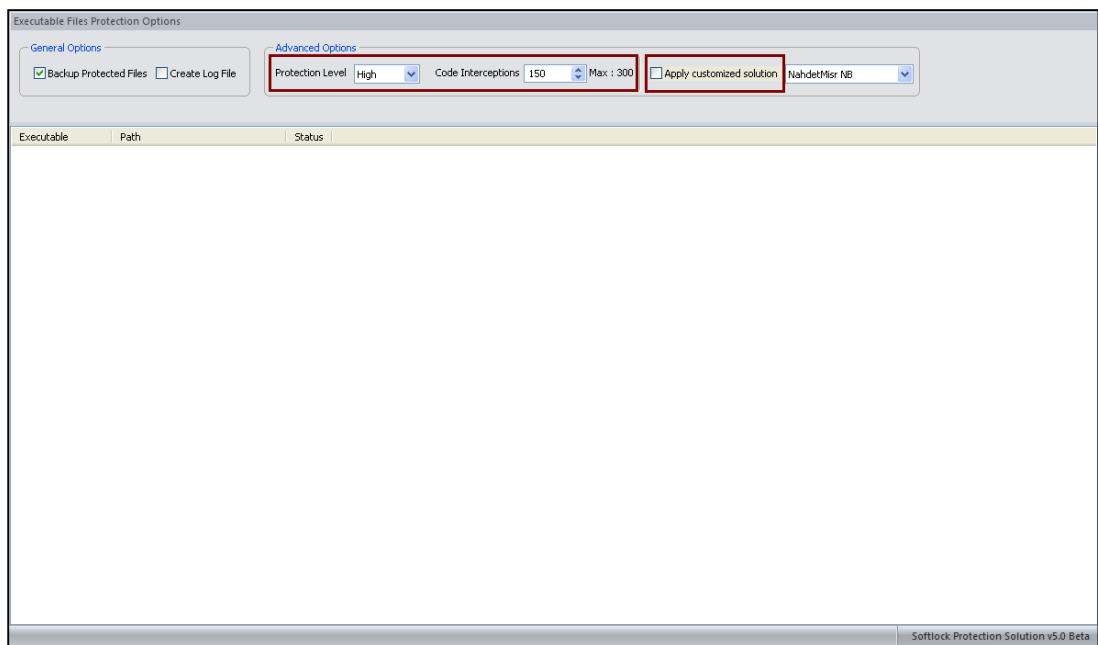 Executable Files Protection Options
General Options
Advanced Options
Backup Protected Files Create Log File Protection Level High Code Interceptions 150 Max : 300 Apply customized solution NahdetMisr NB
Executable Path Status
Softlock Protection Solution v5.0 Beta